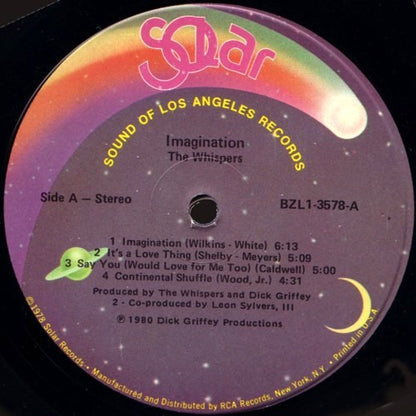 Solar
SOUND OF LOS ANGELES RECORDS
Imagination
The Whispers
Side A – Stereo
BZL1-3578-A
1 Imagination (Wilkins - White) 6:13
2 It's a Love Thing (Shelby - Meyers) 5:09
3 Say You (Would Love for Me Too) (Caldwell) 5:00
4 Continental Shuffle (Wood, Jr.) 4:31
Produced by The Whispers and Dick Griffey
2 - Co-produced by Leon Sylvers, III
℗ 1980 Dick Griffey Productions
©1978 Solar Records - Manufactured and Distributed by RCA Records, New York, N.Y. - Printed in U.S.A.